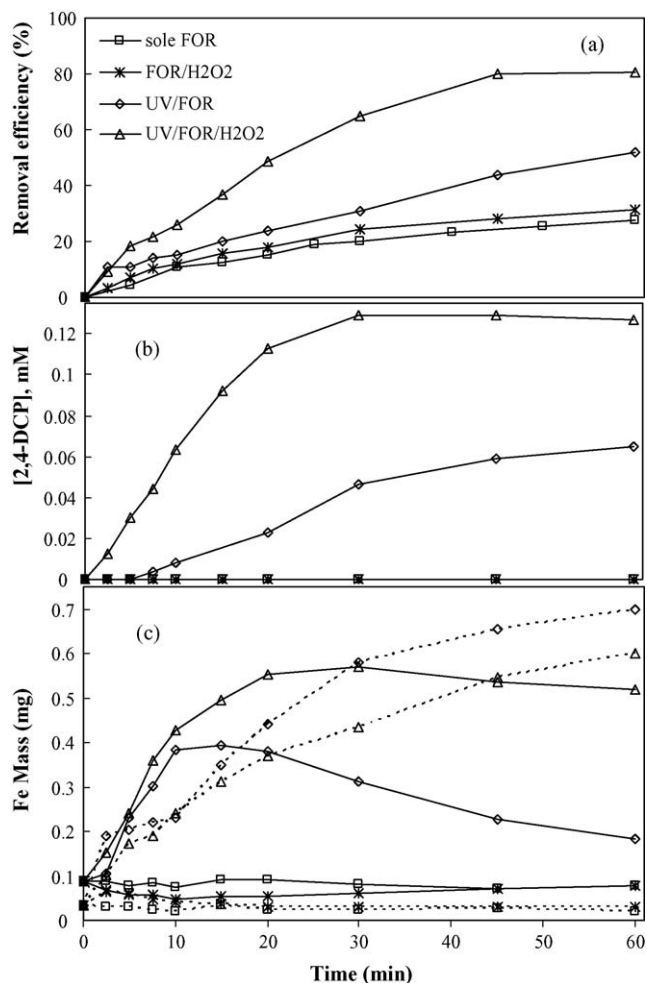 Removal efficiency (%)
100
80
60
40
20
0
sole FOR
FOR/H2O2
UV/FOR
UV/FOR/H2O2
(a)
[2,4-DCP], mM
0.12
0.1
0.08
0.06
0.04
0.02
0
(b)
Fe Mass (mg)
0.7
0.6
0.5
0.4
0.3
0.2
0.1
0
(c)
0 10 20 30 40 50 60
Time (min)